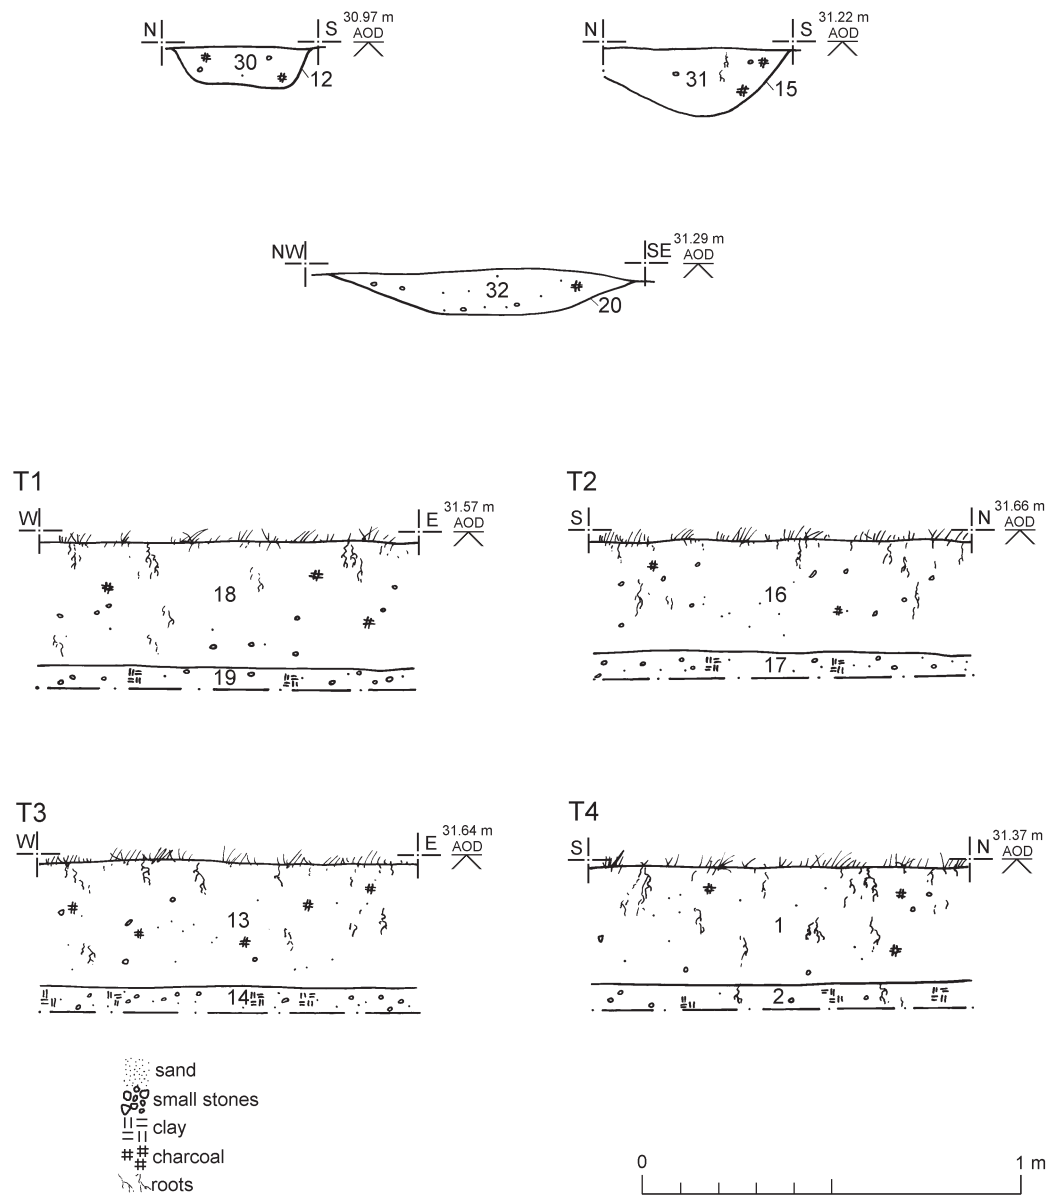 N
S
30.97 m
AOD
30
12
N
S
31.22 m
AOD
31
15
NW
SE
31.29 m
AOD
32
20
T1
W
E
31.57 m
AOD
18
19
T2
S
N
31.66 m
AOD
16
17
T3
W
E
31.64 m
AOD
13
14
T4
S
N
31.37 m
AOD
1
2
sand
small stones
clay
charcoal
roots
0
1 m